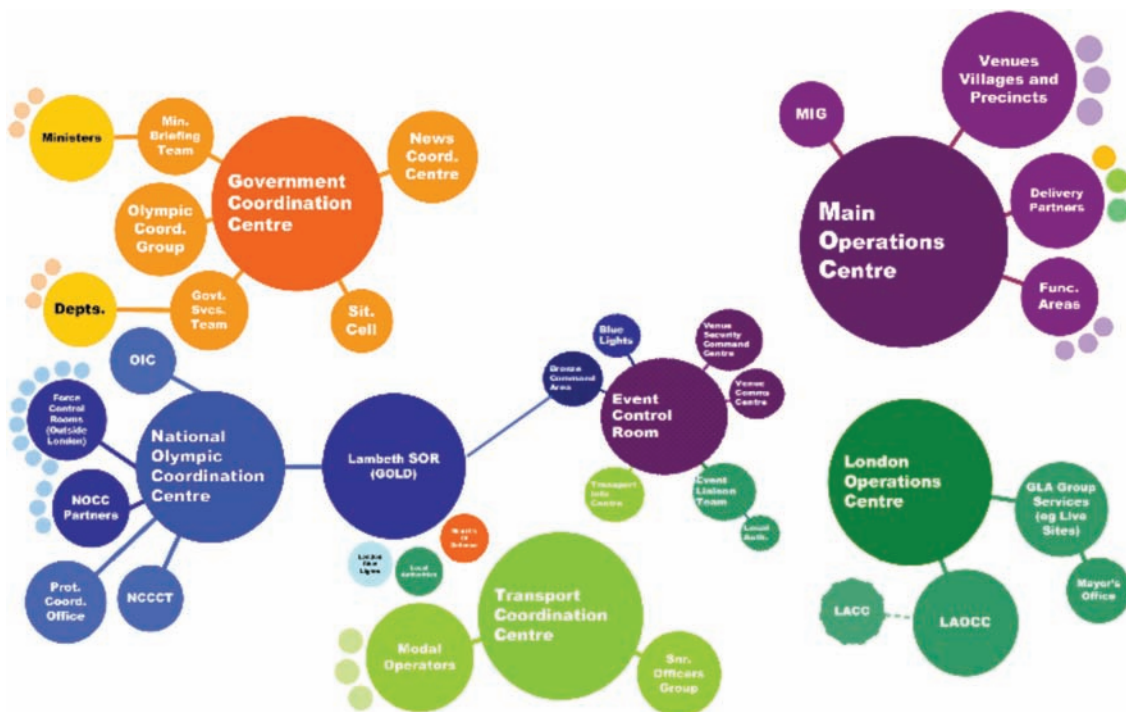 Ministers
Min.
Briefing
Team
Government
Coordination
Centre
News
Coord.
Centre
Olympic
Coord.
Group
Depts.
Govt.
Svcs.
Team
Sit.
Cell
MIG
Venues
Villages and
Precincts
Main
Operations
Centre
Delivery
Partners
Func.
Areas
OIC
Force
Control
Rooms
(Outside
London)
National
Olympic
Coordination
Centre
NOCC
Partners
Prot.
Coord.
Office
NCCCT
Lambeth SOR
(GOLD)
London
Blue
Lights
Local
Authorities
Blue
Lights
Bronze
Command
Area
Event
Control
Room
Venue
Security
Command
Centre
Venue
Comms
Centre
Transport
Info
Centre
Event
Liaison
Team
Local
Auth.
Transport
Coordination
Centre
Modal
Operators
Snr.
Officers
Group
London
Operations
Centre
GLA Group
Services
(eg Live
Sites)
Mayor's
Office
LACC
LAOCC